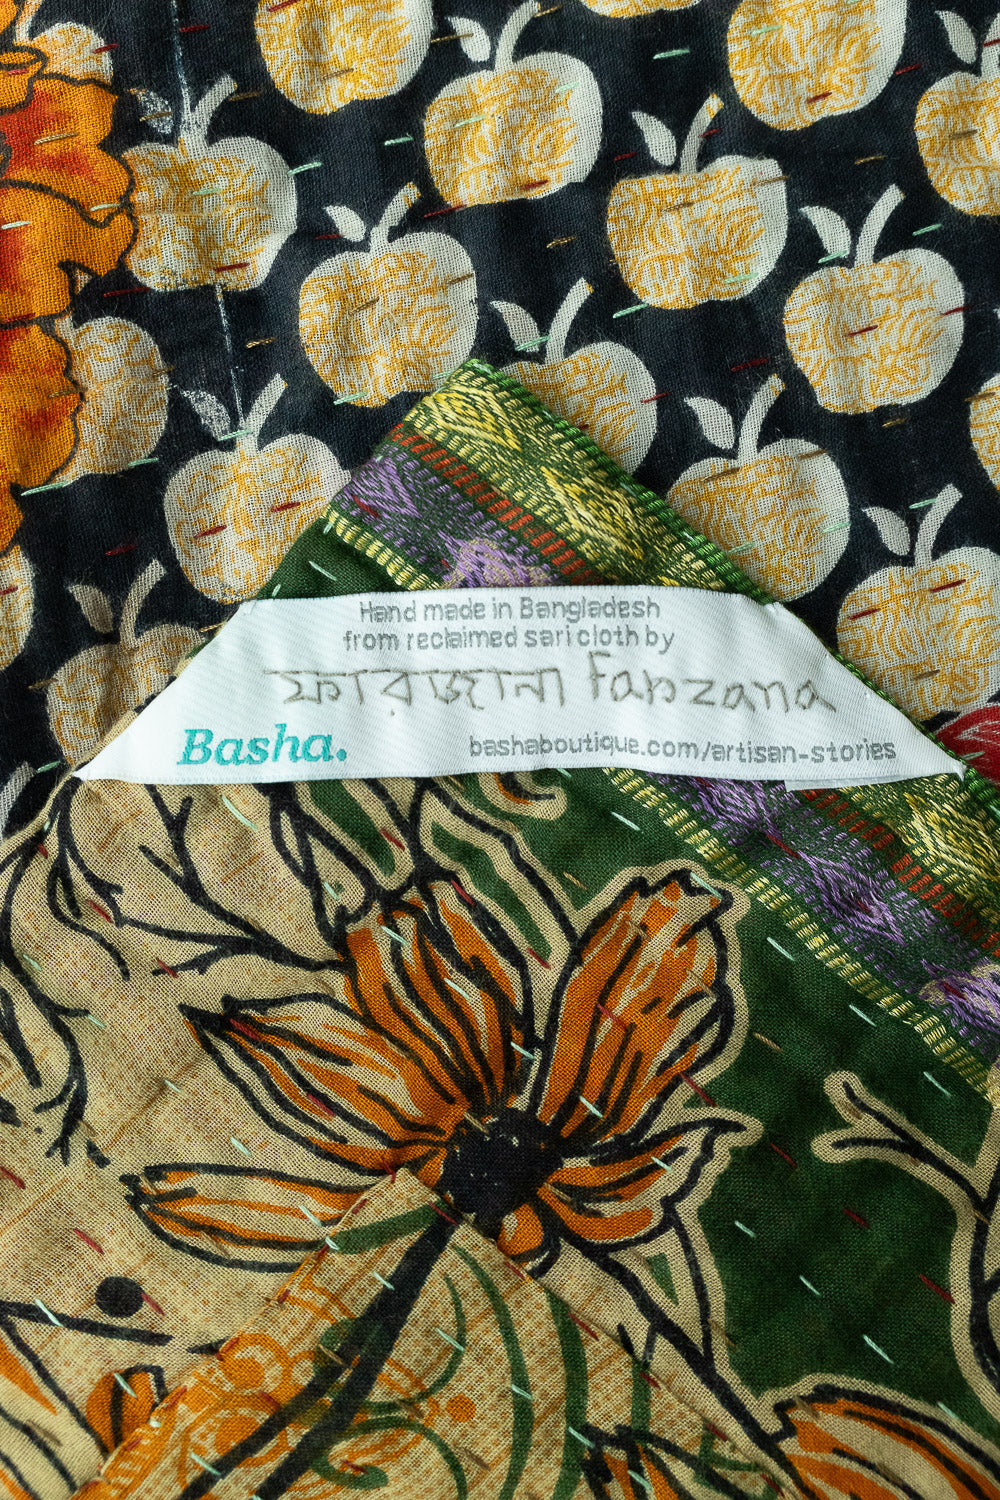 Hand made in Bangladesh
from reclaimed sari cloth by
ফারজানা Farzana
Basha.
bashaboutique.com/artisan-stories